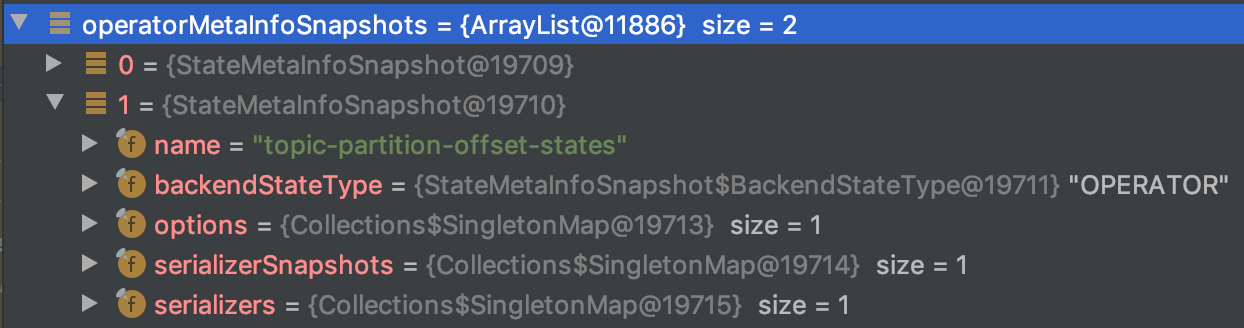 operatorMetaInfoSnapshots = {ArrayList@11886} size = 2
0 = {StateMetaInfoSnapshot@19709}
1 = {StateMetaInfoSnapshot@19710}
f name = "topic-partition-offset-states"
f backendStateType = {StateMetaInfoSnapshot$BackendStateType@19711} "OPERATOR"
f options = {Collections$SingletonMap@19713} size = 1
f serializerSnapshots = {Collections$SingletonMap@19714} size = 1
f serializers = {Collections$SingletonMap@19715} size = 1